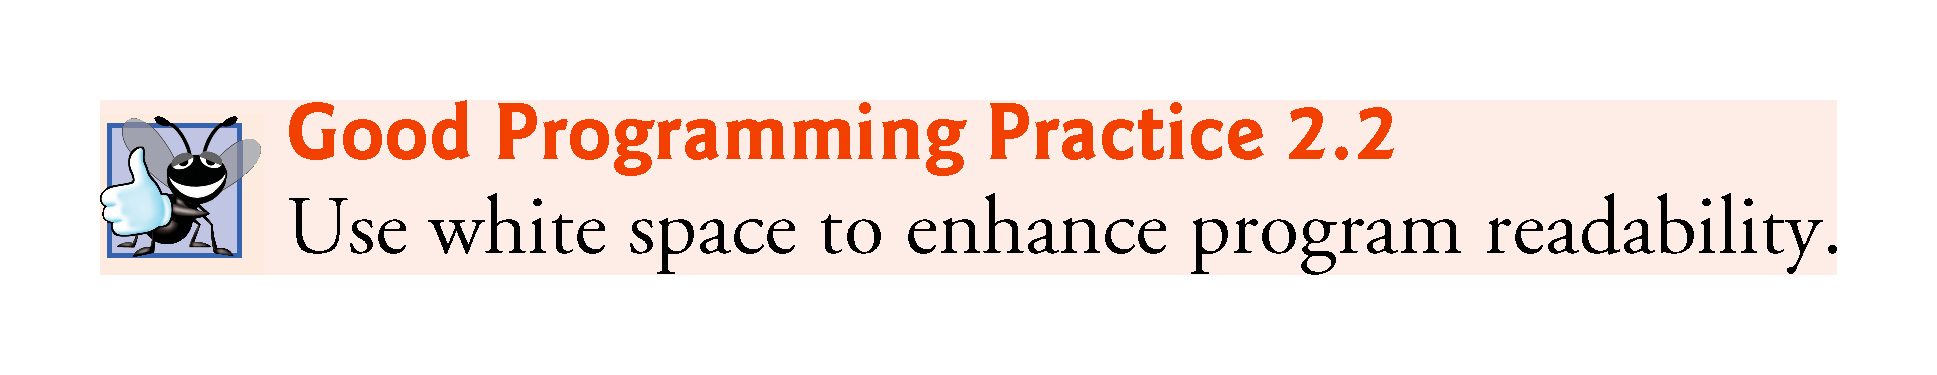 Good Programming Practice 2.2
Use white space to enhance program readability.